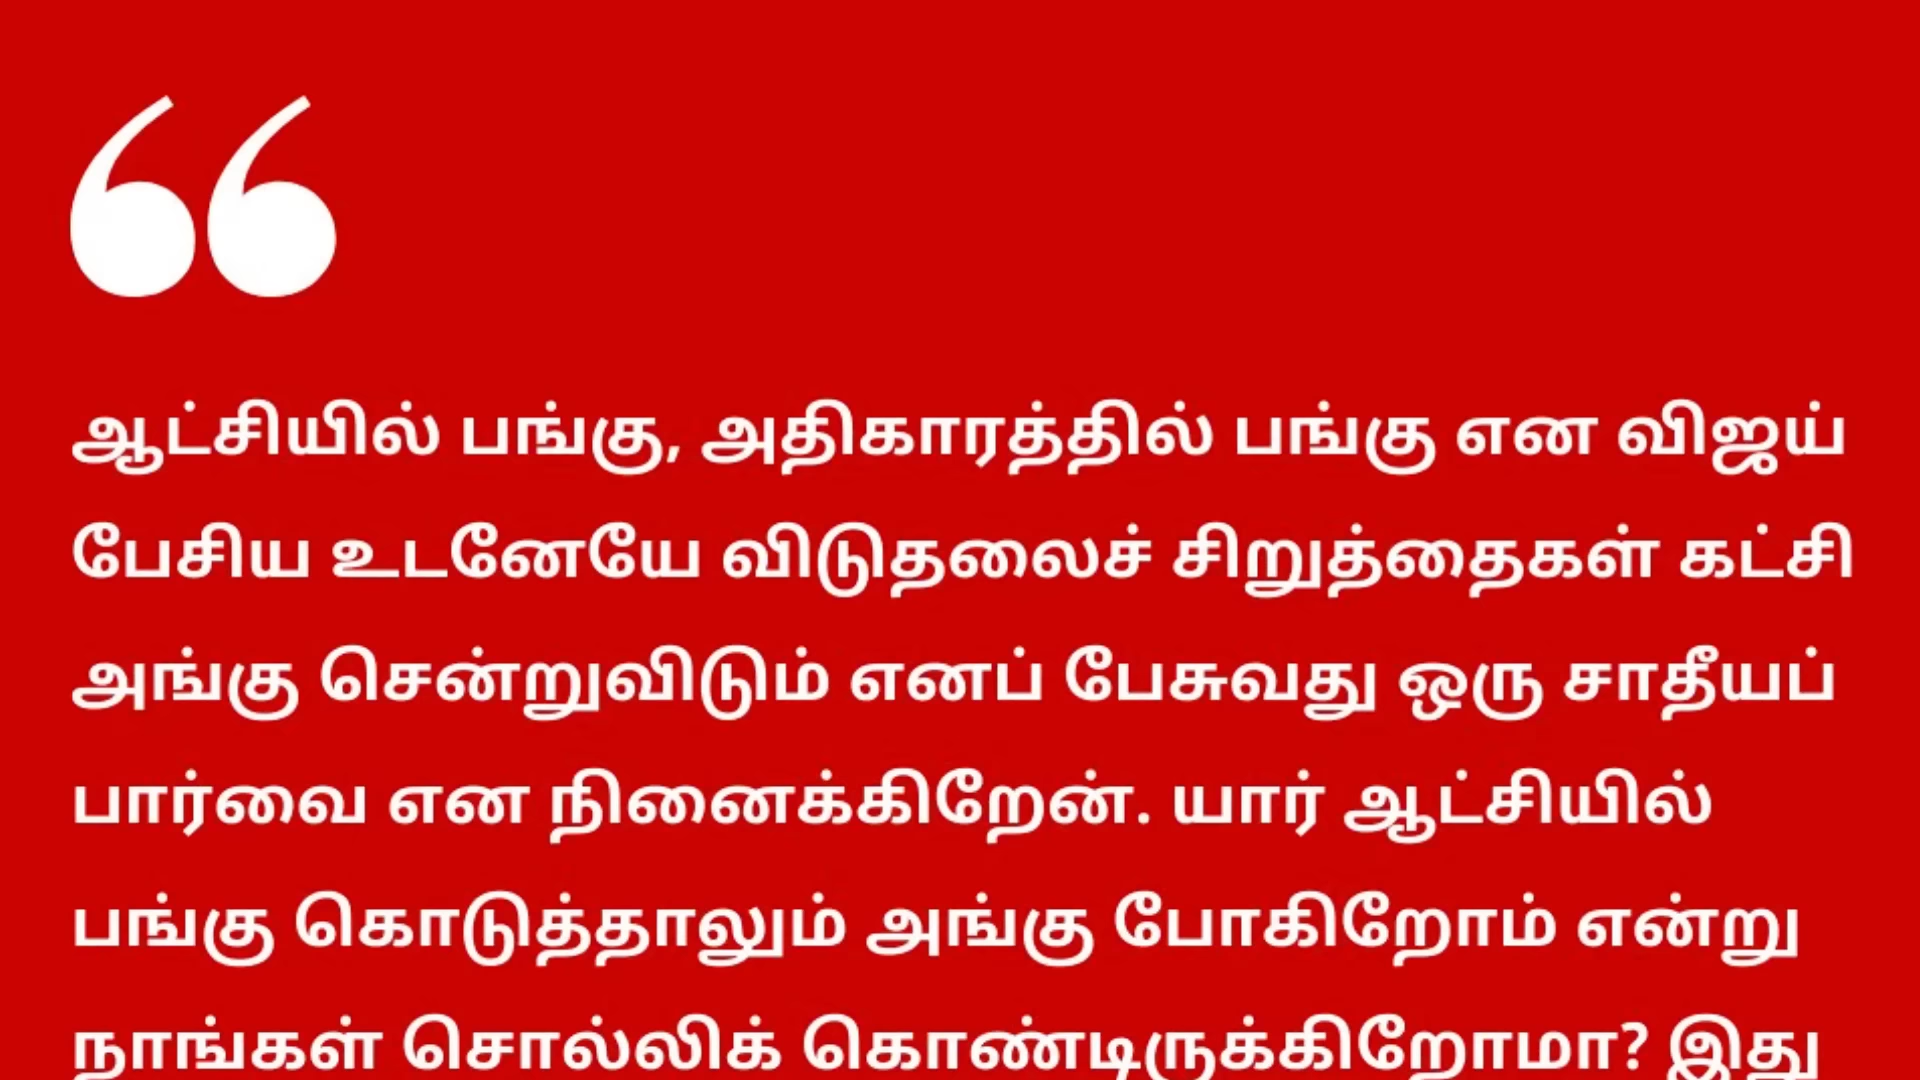 “
ஆட்சியில் பங்கு, அதிகாரத்தில் பங்கு என விஜய்
பேசிய உடனேயே விடுதலைச் சிறுத்தைகள் கட்சி
அங்கு சென்றுவிடும் எனப் பேசுவது ஒரு சாதீயப்
பார்வை என நினைக்கிறேன். யார் ஆட்சியில்
பங்கு கொடுத்தாலும் அங்கு போகிறோம் என்று
நாங்கள் சொல்லிக் கொண்டிருக்கிறோமா? இது